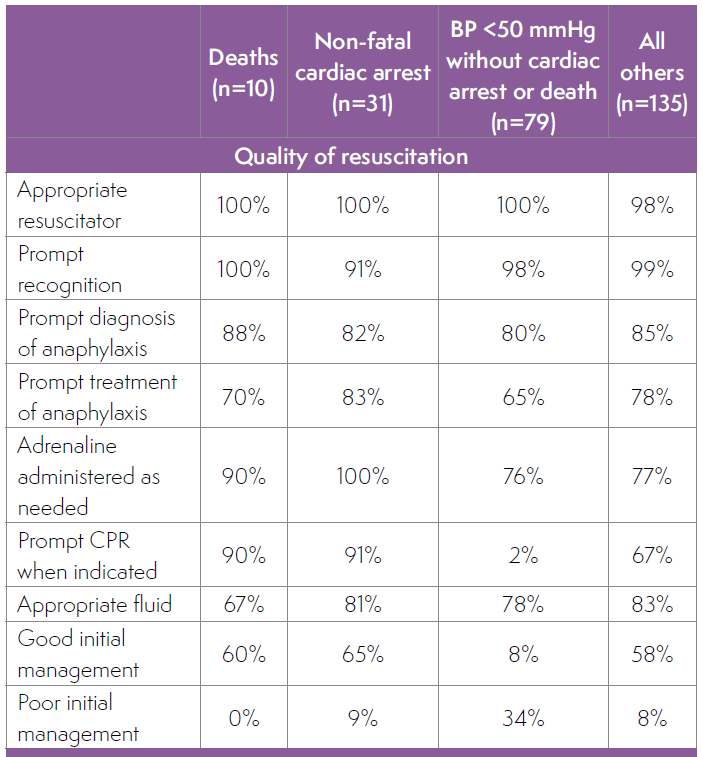 Deaths
(n=10)
Non-fatal
cardiac arrest
(n=31)
BP <50 mmHg
without cardiac
arrest or death
(n=79)
All
others
(n=135)
Quality of resuscitation
Appropriate
resuscitator
100%
100%
100%
98%
Prompt
recognition
100%
91%
98%
99%
Prompt diagnosis
of anaphylaxis
88%
82%
80%
85%
Prompt treatment
of anaphylaxis
70%
83%
65%
78%
Adrenaline
administered as
needed
90%
100%
76%
77%
Prompt CPR
when indicated
90%
91%
2%
67%
Appropriate fluid
67%
81%
78%
83%
Good initial
management
60%
65%
8%
58%
Poor initial
management
0%
9%
34%
8%